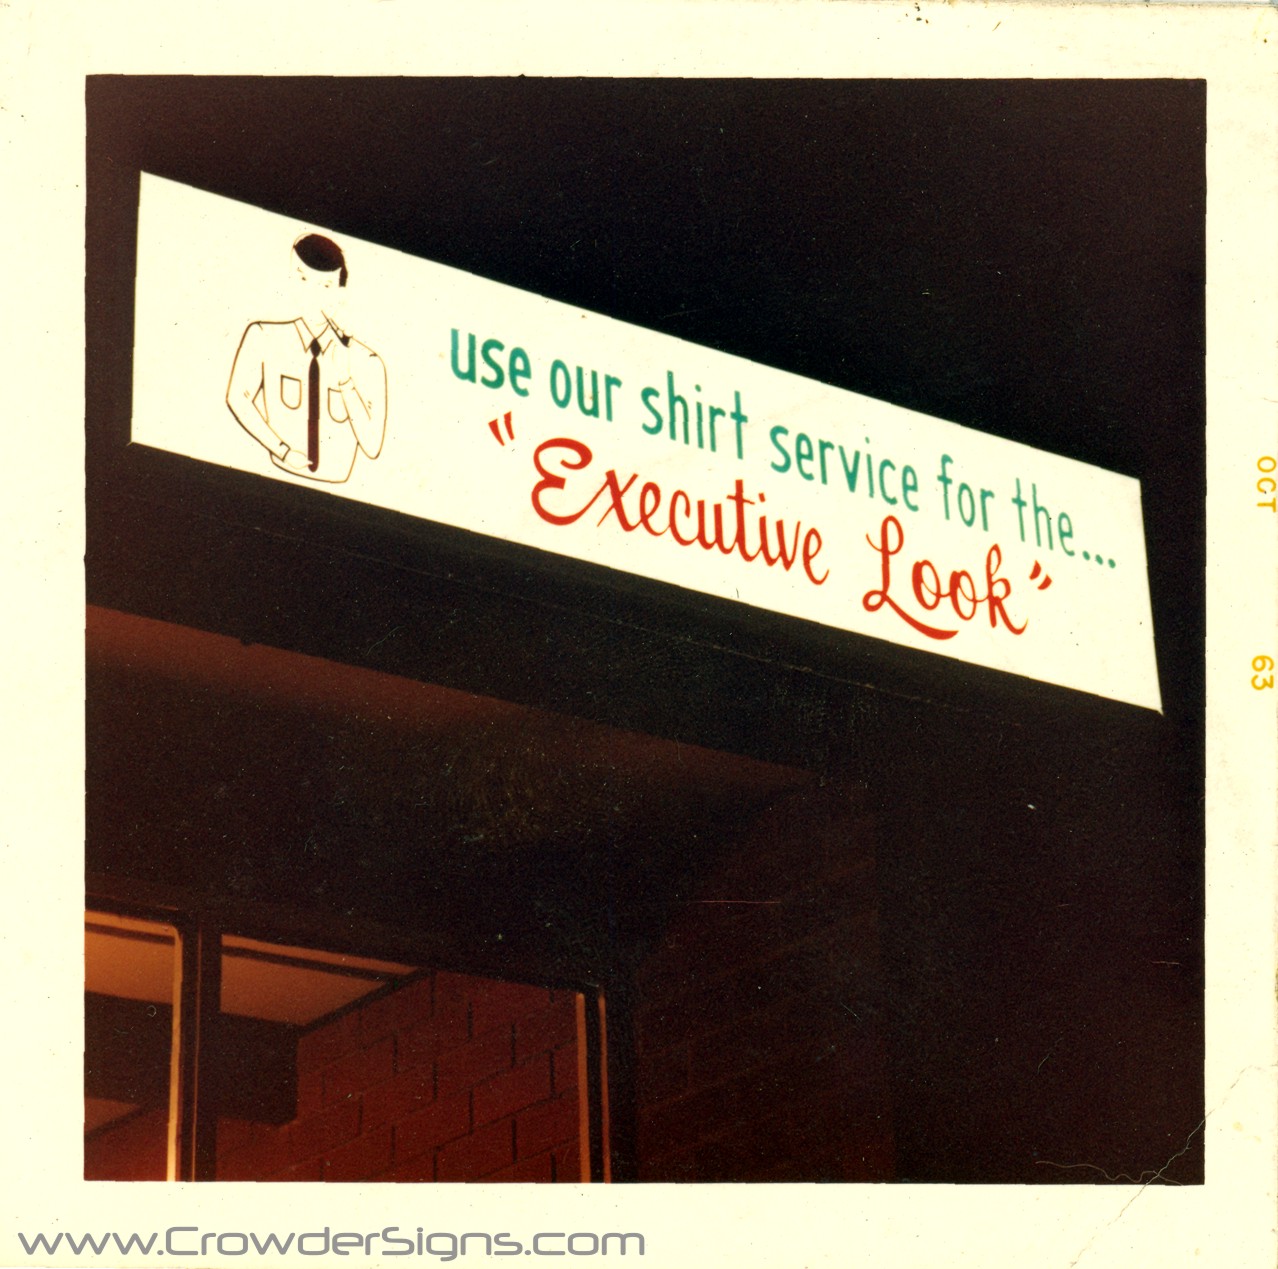 use our shirt service for the...
"Executive Look"
OCT 63
www.CrowderSigns.com